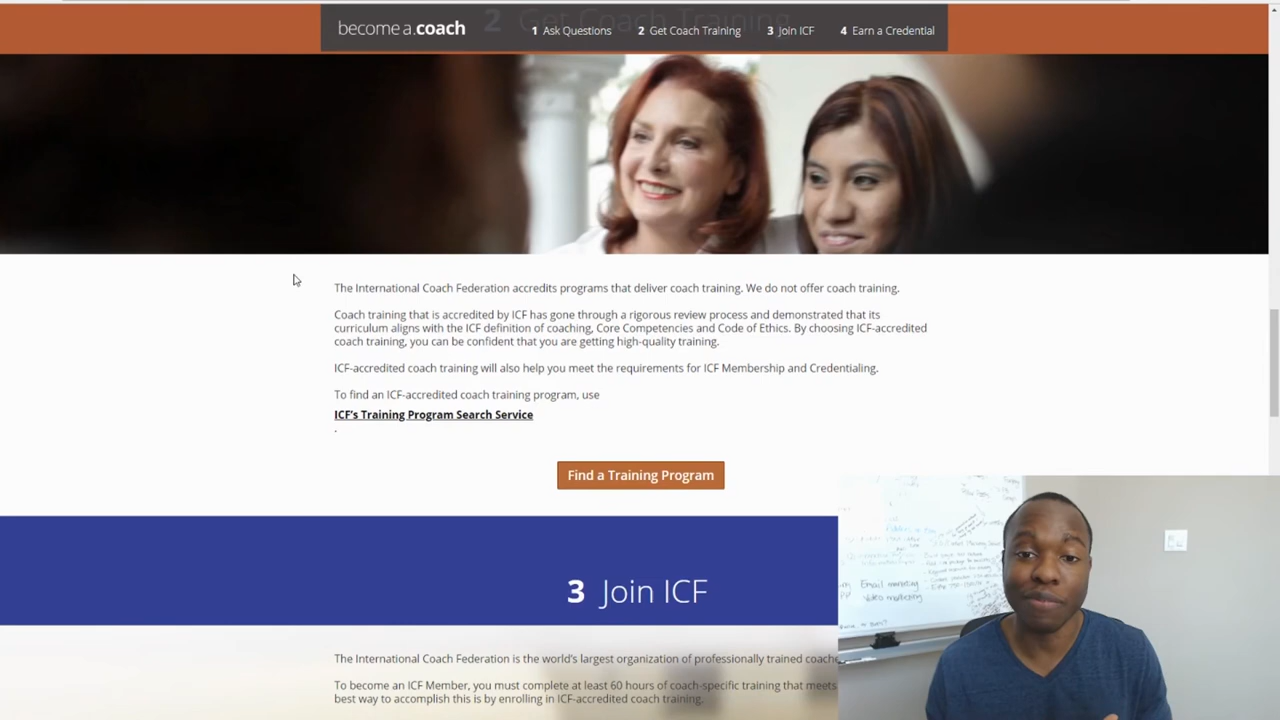 2 Get Coach Training
become a.coach
1 Ask Questions
2 Get Coach Training
3 Join ICF
4 Earn a Credential
The International Coach Federation accredits programs that deliver coach training. We do not offer coach training.
Coach training that is accredited by ICF has gone through a rigorous review process and demonstrated that its
curriculum aligns with the ICF definition of coaching, Core Competencies and Code of Ethics. By choosing ICF-accredited
coach training, you can be confident that you are getting high-quality training.
ICF-accredited coach training will also help you meet the requirements for ICF Membership and Credentialing.
To find an ICF-accredited coach training program, use
ICF's Training Program Search Service
.
Find a Training Program
3 Join ICF
The International Coach Federation is the world's largest organization of professionally trained
To become an ICF Member, you must complete at least 60 hours of coach-specific training that meets
best way to accomplish this is by enrolling in ICF-accredited coach training.
Email marketing
Video marketing